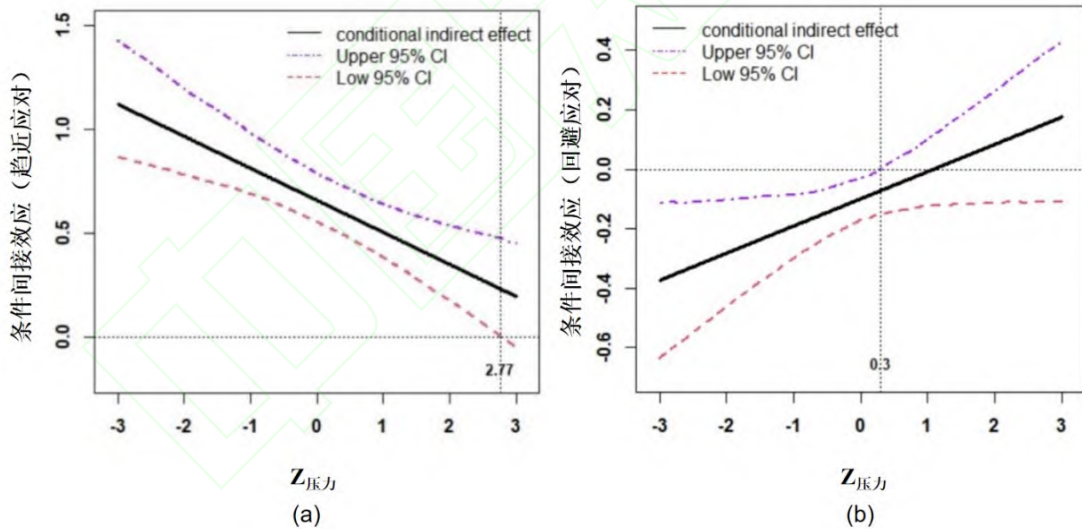 conditional indirect effect
Upper 95% CI
Low 95% CI
条件间接效应（趋近应对）
1.5
1.0
0.5
0.0
2.77
-3 -2 -1 0 1 2 3
Z压力
(a)
conditional indirect effect
Upper 95% CI
Low 95% CI
条件间接效应（回避应对）
0.4
0.2
0.0
-0.2
-0.4
-0.6
0.3
-3 -2 -1 0 1 2 3
Z压力
(b)